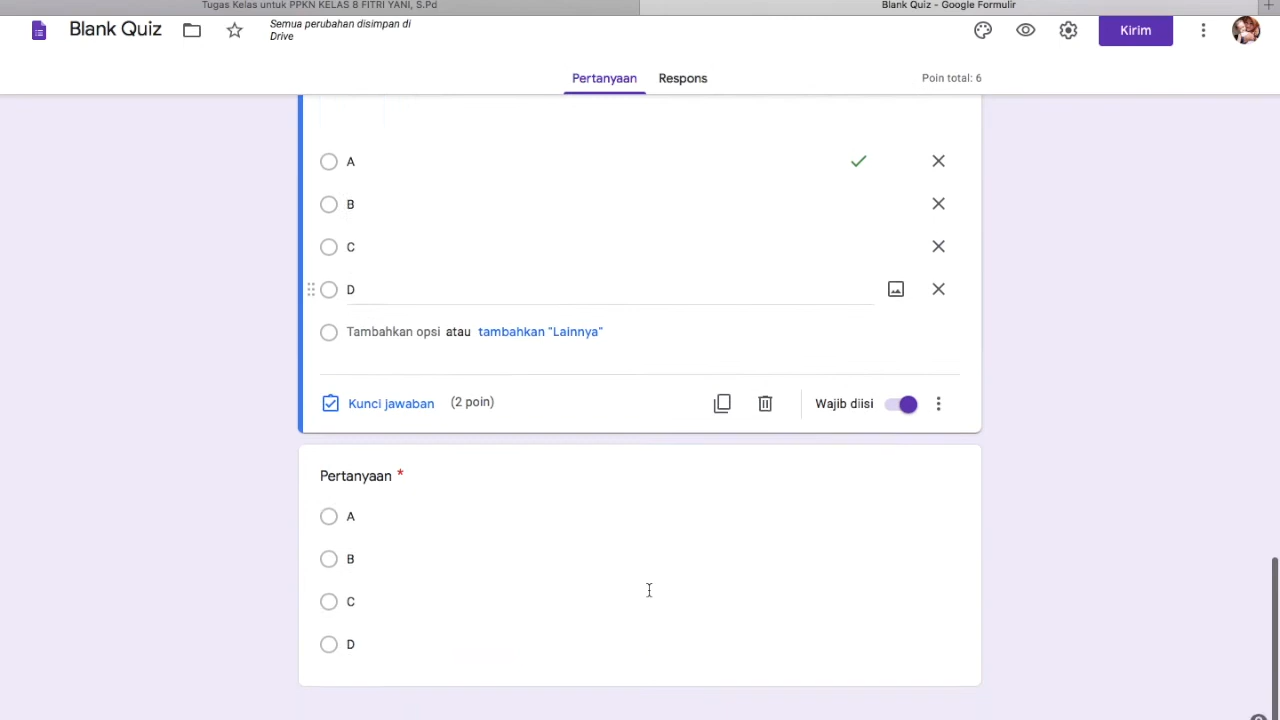 Tugas Kelas untuk PPKN KELAS B FITRI YANI, S.Pd
Blank Quiz - Google Formulir
Blank Quiz
Semua perubahan disimpan di
Drive
Kirim
Pertanyaan
Respons
Poin total: 6
A
B
C
D
Tambahkan opsi atau tambahkan "Lainnya"
Kunci jawaban (2 poin)
Wajib diisi
Pertanyaan *
A
B
C
D